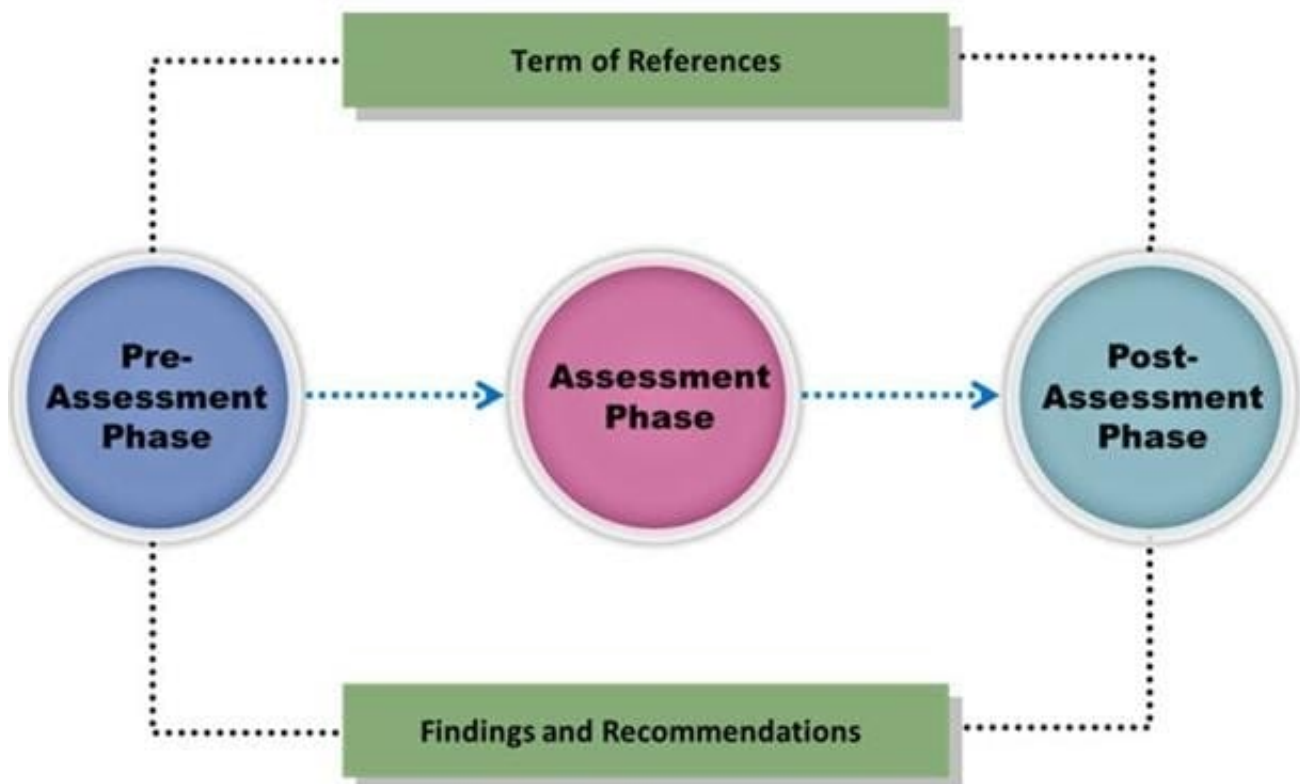 Term of References
Pre-
Assessment
Phase
Assessment
Phase
Post-
Assessment
Phase
Findings and Recommendations